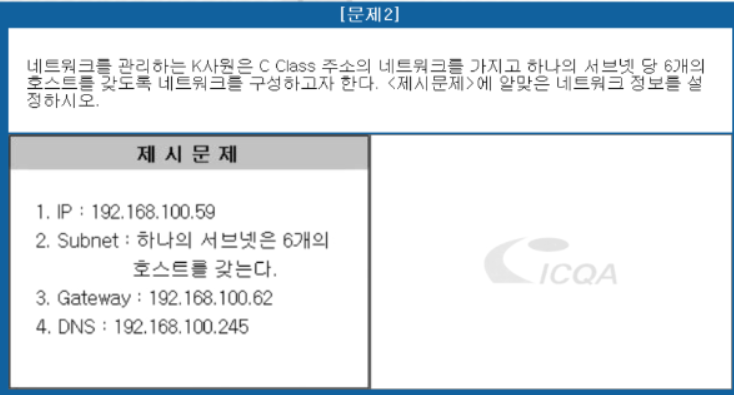 [문제2]
네트워크를 관리하는 K사원은 C Class 주소의 네트워크를 가지고 하나의 서브넷 당 6개의
호스트를 갖도록 네트워크를 구성하고자 한다. <제시문제>에 알맞은 네트워크 정보를 설
정하시오.
제 시 문 제
1. IP : 192.168.100.59
2. Subnet : 하나의 서브넷은 6개의
호스트를 갖는다.
3. Gateway : 192.168.100.62
4. DNS : 192.168.100.245
ICQA